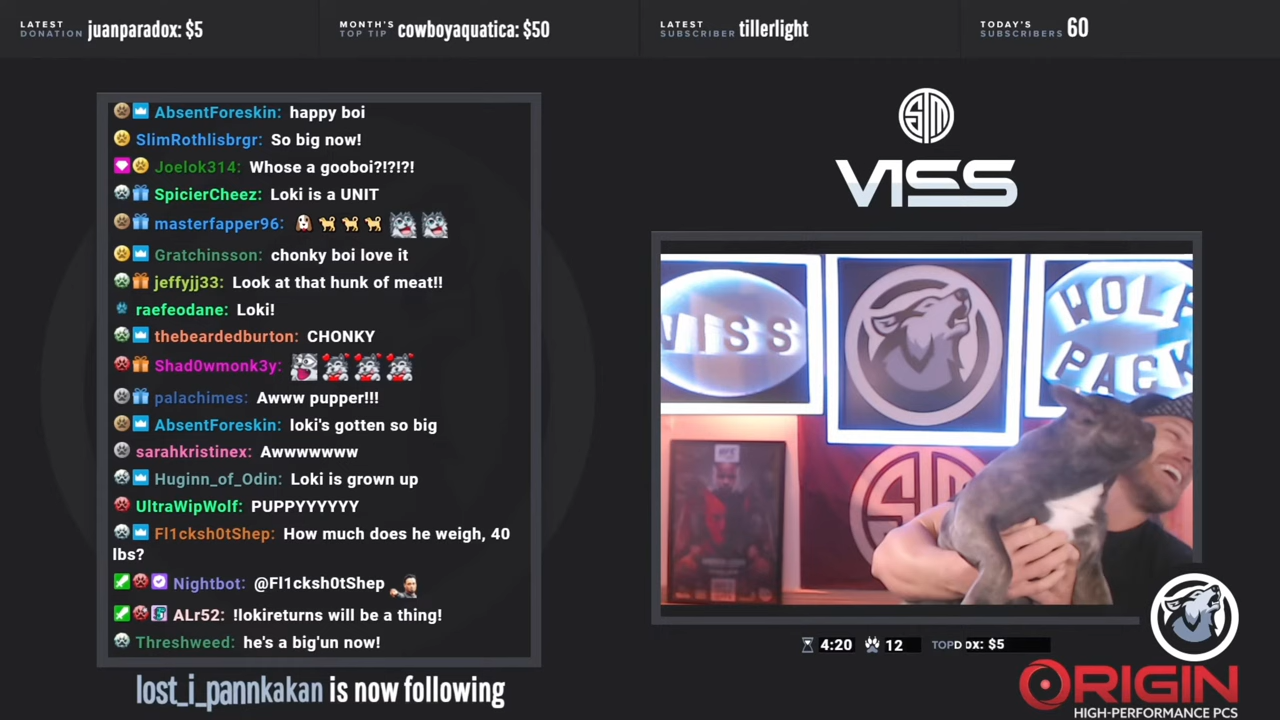 LATEST DONATION juanparadox: $5
MONTH'S TOP TIP cowboyaquatica: $50
LATEST SUBSCRIBER tillerlight
TODAY'S SUBSCRIBERS 60
AbsentForeskin: happy boi
SlimRothlisbrgr: So big now!
Joelok314: Whose a gooboi?!?!?!
SpicierCheez: Loki is a UNIT
masterfapper96:
Gratchinsson: chonky boi love it
jeffyjj33: Look at that hunk of meat!!
raefeodane: Loki!
thebeardedburton: CHONKY
Shad0wmonk3y:
palachimes: Awww pupper!!!
AbsentForeskin: loki's gotten so big
sarahkristinex: Awwwwwww
Huginn_of_Odin: Loki is grown up
UltraWipWolf: PUPPYYYYYY
Fl1cksh0tShep: How much does he weigh, 40
lbs?
Nightbot: @Fl1cksh0tShep
ALr52: !lokireturns will be a thing!
Threshweed: he's a big'un now!
lost_i_pannkakan is now following
TSM
VISS
VISS
WOLF
PACK
TSM
4:20 12 TOPD ox: $5
ORIGIN
HIGH-PERFORMANCE PCS